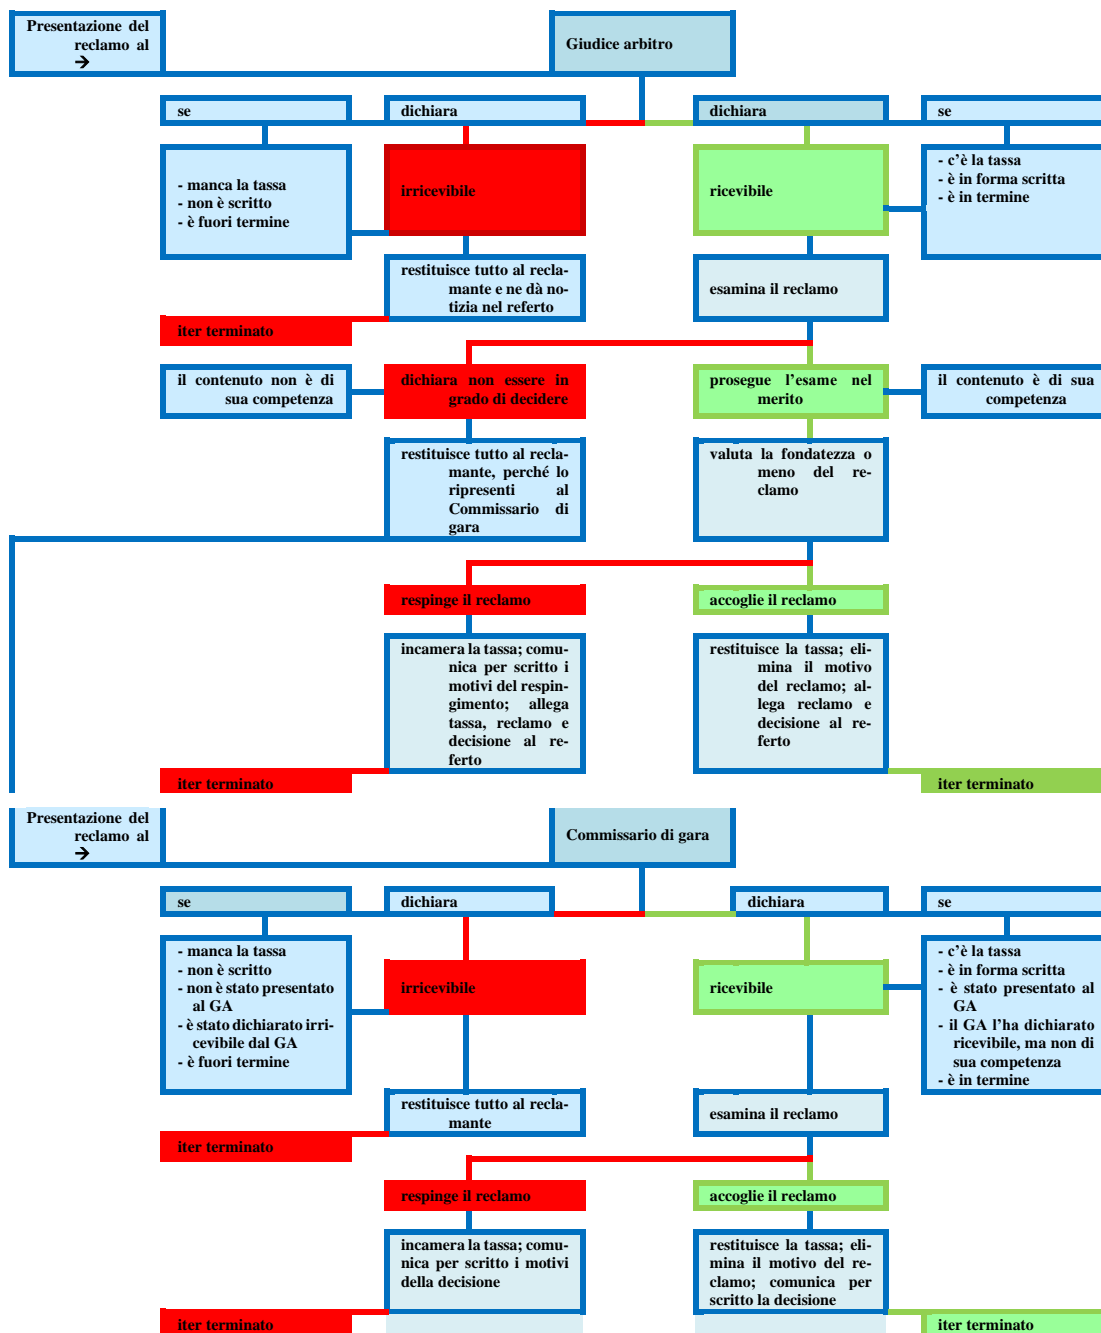 Presentazione del
reclamo al
→
Giudice arbitro
se
dichiara
dichiara
se
- manca la tassa
- non è scritto
- è fuori termine
irricevibile
ricevibile
- c'è la tassa
- è in forma scritta
- è in termine
restituisce tutto al recla-
mante e ne dà no-
tizia nel referto
esamina il reclamo
iter terminato
il contenuto non è di
sua competenza
dichiara non essere in
grado di decidere
prosegue l'esame nel
merito
il contenuto è di sua
competenza
restituisce tutto al recla-
mante, perché lo
ripresenti al
Commissario di
gara
valuta la fondatezza o
meno del re-
clamo
respinge il reclamo
accoglie il reclamo
incamera la tassa; comu-
nica per scritto i
motivi del respin-
gimento; allega
tassa, reclamo e
decisione al re-
ferto
restituisce la tassa; eli-
mina il motivo
del reclamo; al-
lega reclamo e
decisione al re-
ferto
iter terminato
iter terminato
Presentazione del
reclamo al
→
Commissario di gara
se
dichiara
dichiara
se
- manca la tassa
- non è scritto
- non è stato presentato
al GA
- è stato dichiarato irri-
cevibile dal GA
- è fuori termine
irricevibile
ricevibile
- c'è la tassa
- è in forma scritta
- è stato presentato al
GA
- il GA l'ha dichiarato
ricevibile, ma non di
sua competenza
- è in termine
restituisce tutto al recla-
mante
esamina il reclamo
iter terminato
respinge il reclamo
accoglie il reclamo
incamera la tassa; comu-
nica per scritto i motivi
della decisione
restituisce la tassa; eli-
mina il motivo del re-
clamo; comunica per
scritto la decisione
iter terminato
iter terminato